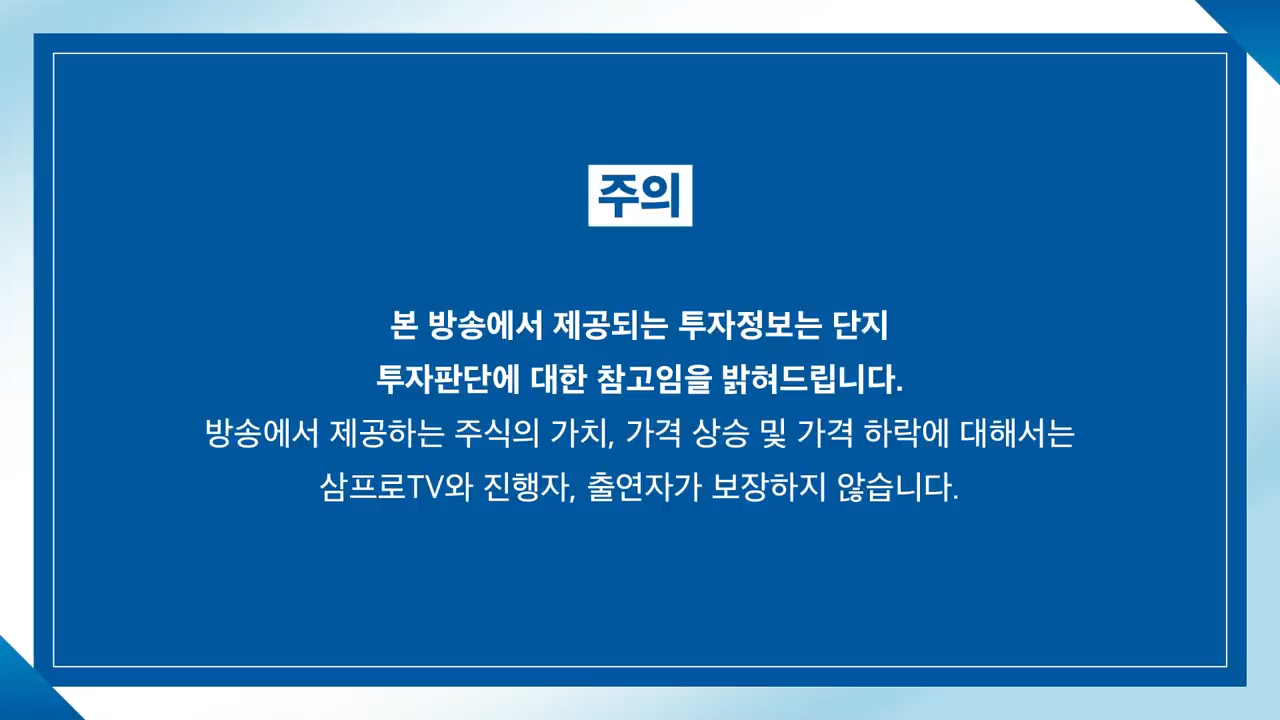 주의
본 방송에서 제공되는 투자정보는 단지
투자판단에 대한 참고임을 밝혀드립니다.
방송에서 제공하는 주식의 가치, 가격 상승 및 가격 하락에 대해서는
삼프로TV와 진행자, 출연자가 보장하지 않습니다.